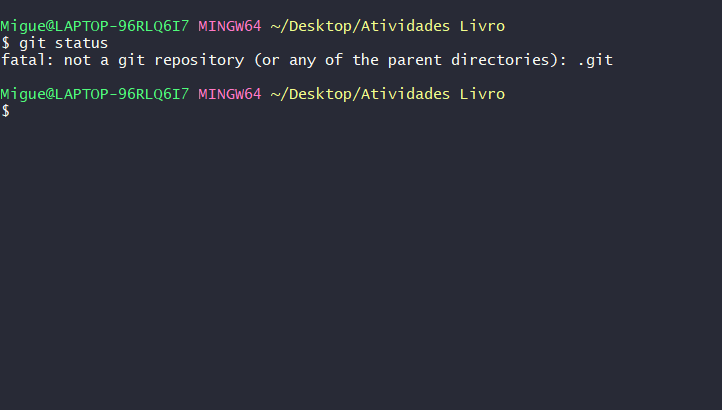 Migue@LAPTOP-96RLQ6I7 MINGW64 ~/Desktop/Atividades Livro
$ git status
fatal: not a git repository (or any of the parent directories): .git
Migue@LAPTOP-96RLQ6I7 MINGW64 ~/Desktop/Atividades Livro
$